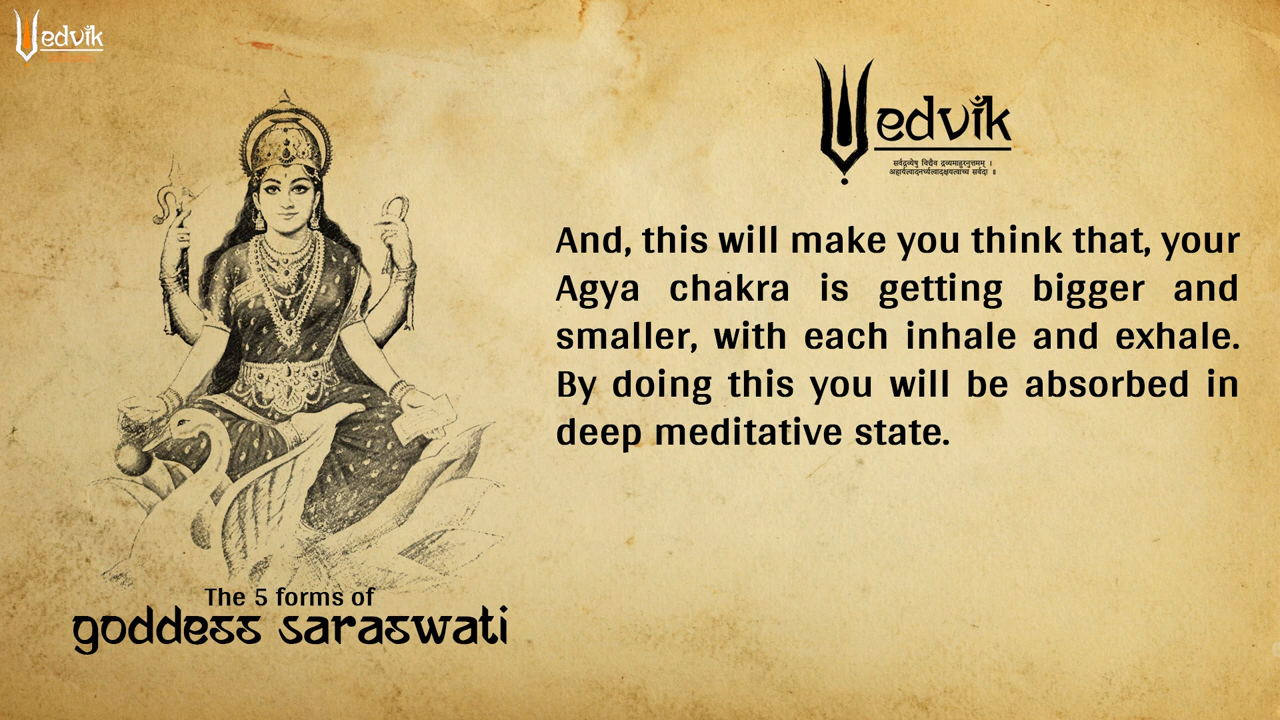 Vedvik
Vedvik
सर्वद्रव्येषु विद्यैव द्रव्यमाहुरनुत्तमम् ।
अहार्यत्वादनर्घ्यत्वादक्षयत्वाच्च सर्वदा ॥
And, this will make you think that, your
Agya chakra is getting bigger and
smaller, with each inhale and exhale.
By doing this you will be absorbed in
deep meditative state.
The 5 forms of
goddess saraswati